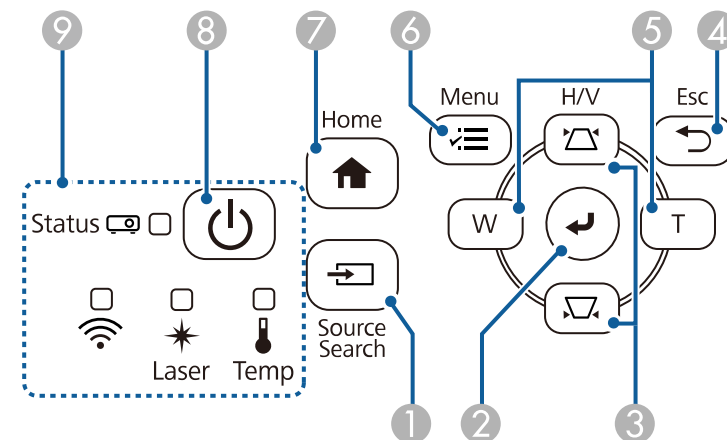 9 8 7 6 5 4
Menu H/V Esc
Home
Status
W T
Source
Search
Laser Temp
1 2 3